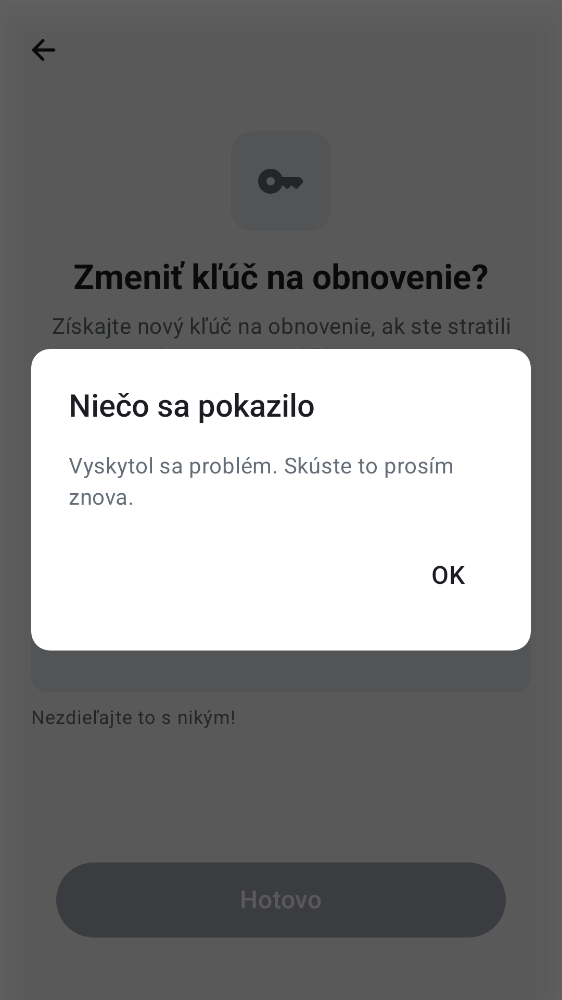 Zmeniť kľúč na obnovenie?
Získajte nový kľúč na obnovenie, ak ste stratili
Niečo sa pokazilo
Vyskytol sa problém. Skúste to prosím
znova.
OK
Nezdieľajte to s nikým!
Hotovo